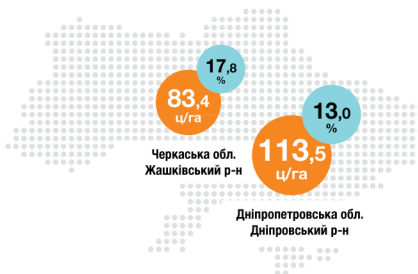 17,8
%
83,4
ц/га
Черкаська обл.
Жашківський р-н
13,0
%
113,5
ц/га
Дніпропетровська обл.
Дніпровський р-н